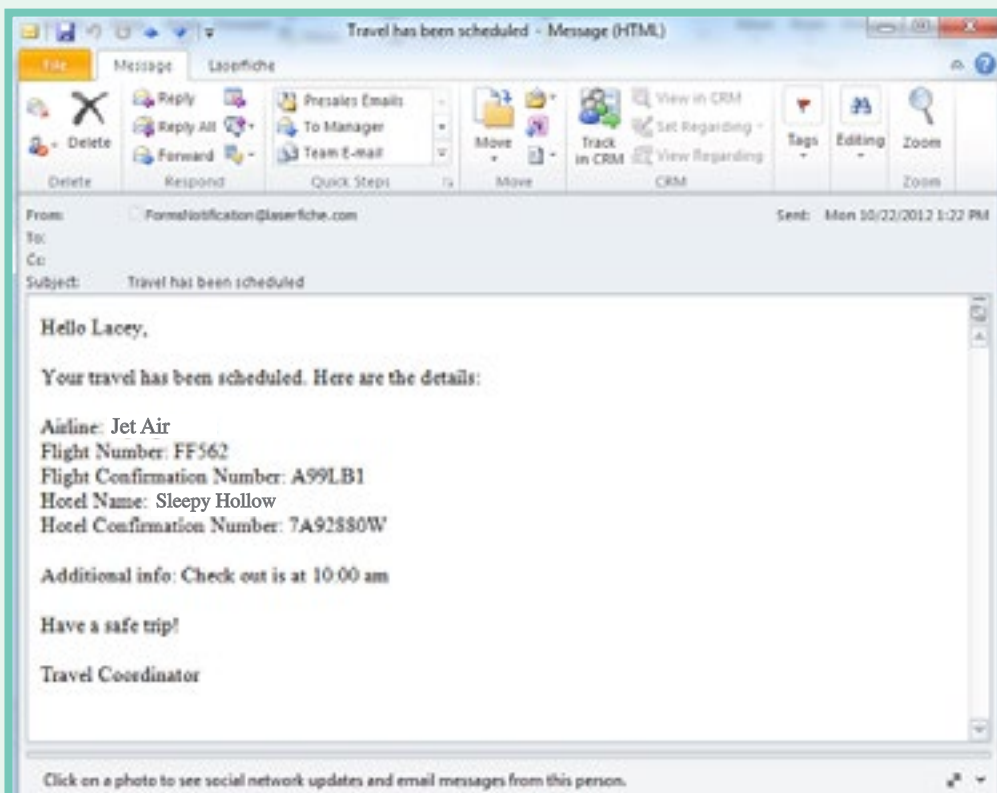 Travel has been scheduled - Message (HTML)
File Message Laserfiche
Delete
Reply
Reply All
Forward
Presales Emails
To Manager
Team E-mail
Move
Track in CRM
View in CRM
Set Regarding
View Regarding
Tags
Editing
Zoom
Delete Respond Quick Steps Move CRM Zoom
From: FormsNotification@laserfiche.com Sent: Mon 10/22/2012 1:22 PM
To:
Cc:
Subject: Travel has been scheduled
Hello Lacey,
Your travel has been scheduled. Here are the details:
Airline: Jet Air
Flight Number: FF562
Flight Confirmation Number: A99LB1
Hotel Name: Sleepy Hollow
Hotel Confirmation Number: 7A92880W
Additional info: Check out is at 10:00 am
Have a safe trip!
Travel Coordinator
Click on a photo to see social network updates and email messages from this person.